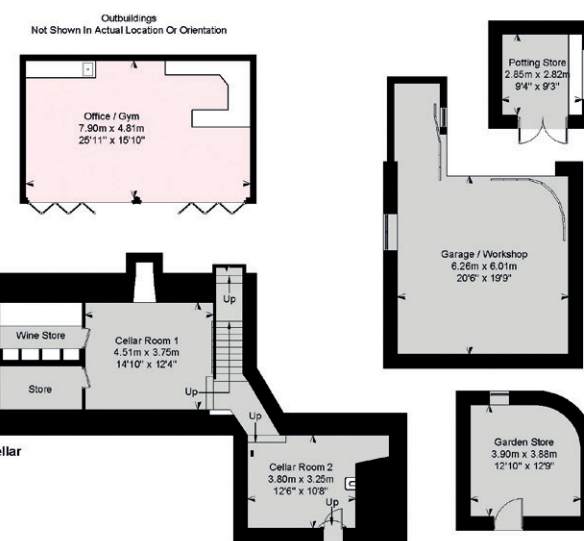 Outbuildings
Not Shown In Actual Location Or Orientation
Office / Gym
7.90m x 4.81m
25'11" x 15'10"
Potting Store
2.85m x 2.82m
9'4" x 9'3"
Garage / Workshop
6.26m x 6.01m
20'6" x 19'9"
Up
Wine Store
Cellar Room 1
4.51m x 3.75m
14'10" x 12'4"
Store
Up
Up
ellar
Cellar Room 2
3.80m x 3.25m
12'6" x 10'8"
Up
Garden Store
3.90m x 3.88m
12'10" x 12'9"